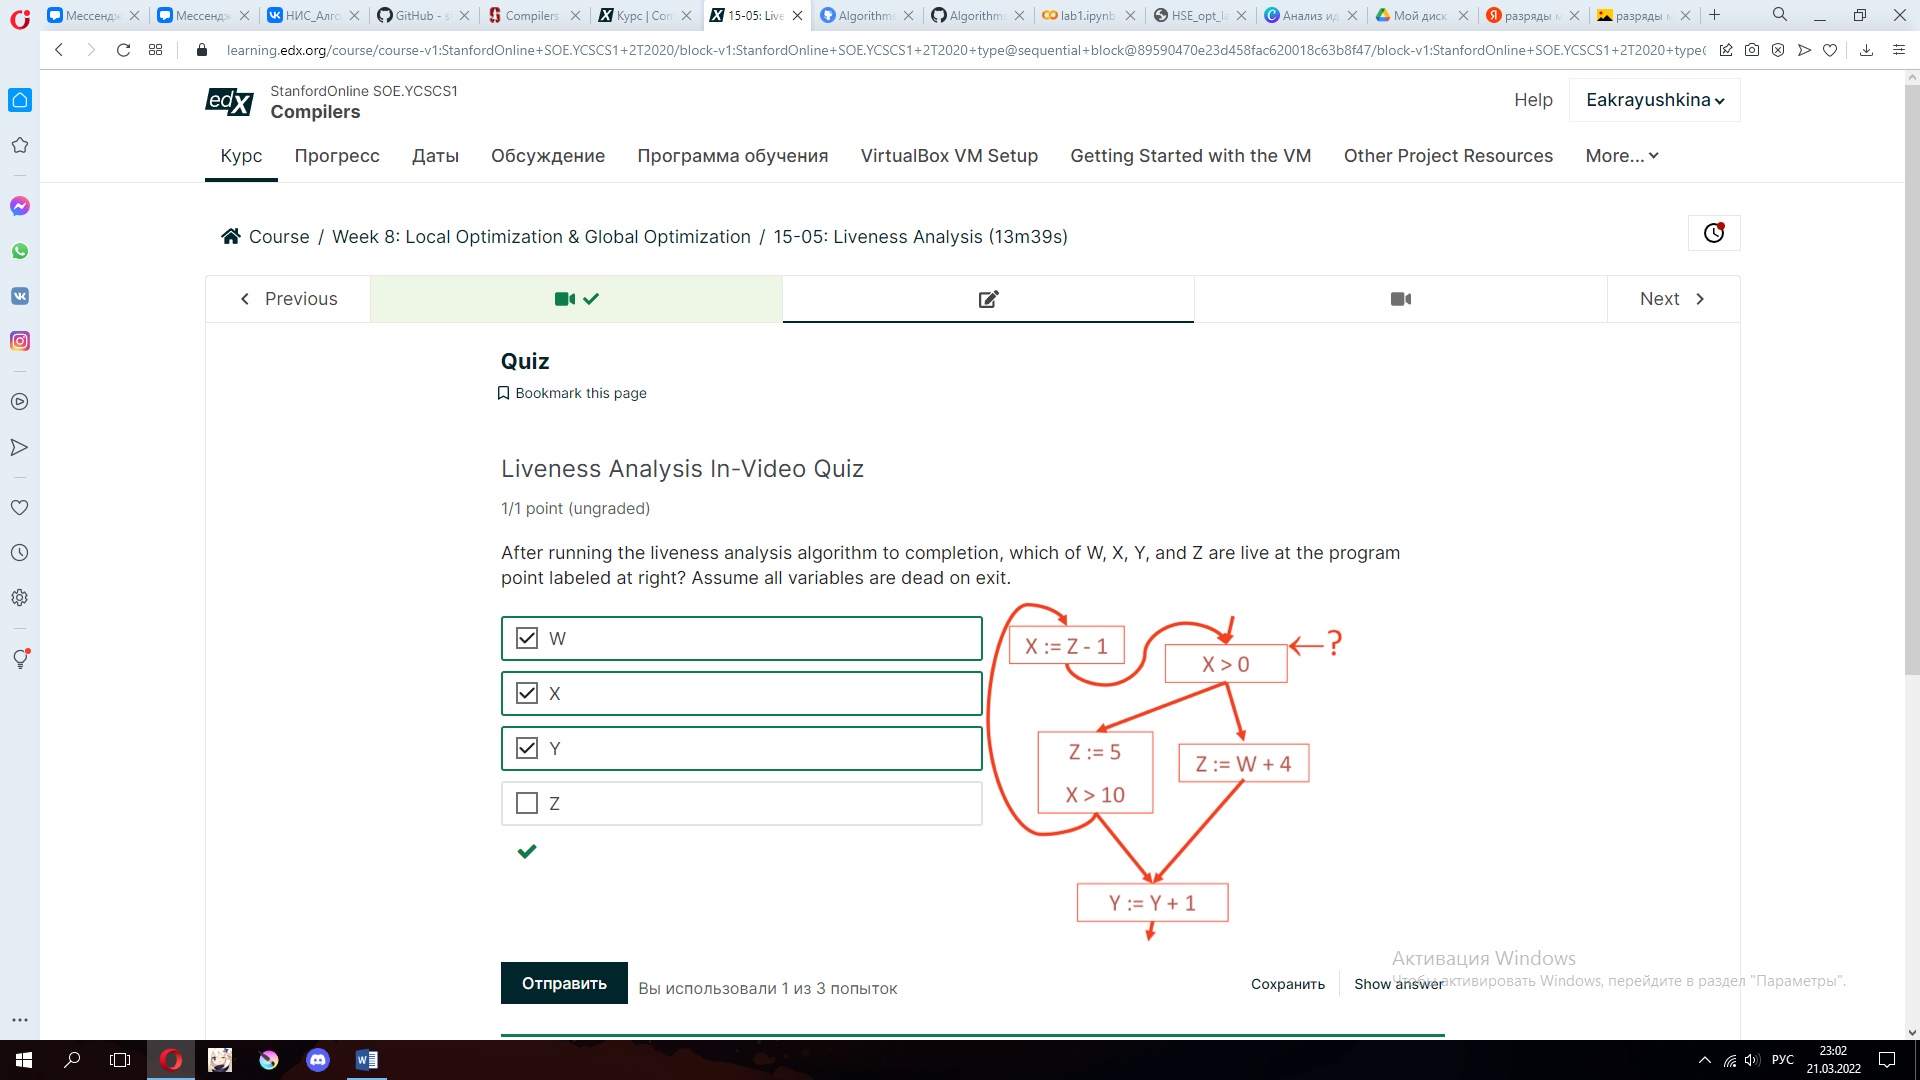 Мессендж
Мессендж
НИС_Алго
GitHub - s
Compilers
Курс | Com
15-05: Live
Algorithms
Algorithms
lab1.ipynb
HSE_opt_la
Анализ ид
Мой диск
разряды м
разряды м
learning.edx.org/course/course-v1:StanfordOnline+SOE.YCSCS1+2T2020/block-v1:StanfordOnline+SOE.YCSCS1+2T2020+type@sequential+block@89590470e23d458fac620018c63b8f47/block-v1:StanfordOnline+SOE.YCSCS1+2T2020+type@
edX
StanfordOnline SOE.YCSCS1
Compilers
Help
Eakrayushkina
Курс Прогресс Даты Обсуждение Программа обучения VirtualBox VM Setup Getting Started with the VM Other Project Resources More...
Course / Week 8: Local Optimization & Global Optimization / 15-05: Liveness Analysis (13m39s)
Previous
Next
Quiz
Bookmark this page
Liveness Analysis In-Video Quiz
1/1 point (ungraded)
After running the liveness analysis algorithm to completion, which of W, X, Y, and Z are live at the program
point labeled at right? Assume all variables are dead on exit.
W
X
Y
Z
X := Z - 1
X > 0
?
Z := 5
X > 10
Z := W + 4
Y := Y + 1
Отправить
Вы использовали 1 из 3 попыток
Сохранить
Show answer
Активация Windows
Чтобы активировать Windows, перейдите в раздел "Параметры".
РУС
23:02
21.03.2022